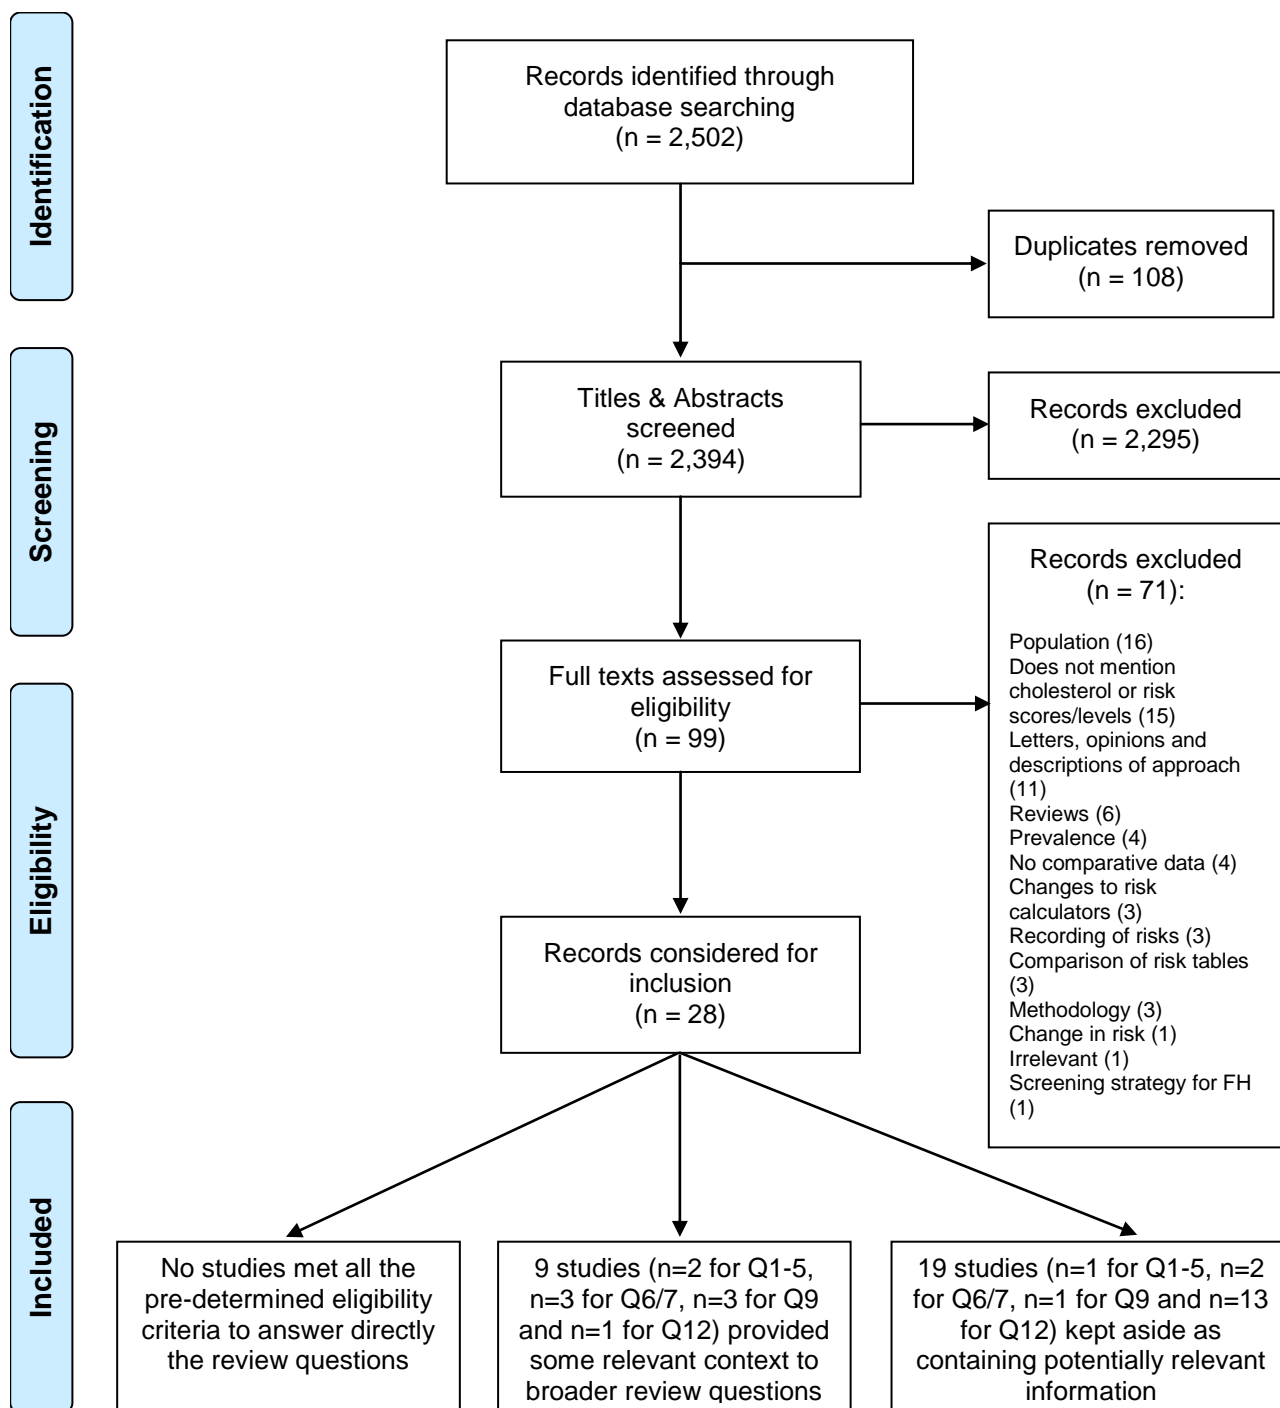 Identification
Records identified through
database searching
(n = 2,502)
Duplicates removed
(n = 108)
Screening
Titles & Abstracts
screened
(n = 2,394)
Records excluded
(n = 2,295)
Eligibility
Full texts assessed for
eligibility
(n = 99)
Records excluded
(n = 71):
Population (16)
Does not mention
cholesterol or risk
scores/levels (15)
Letters, opinions and
descriptions of approach
(11)
Reviews (6)
Prevalence (4)
No comparative data (4)
Changes to risk
calculators (3)
Recording of risks (3)
Comparison of risk tables
(3)
Methodology (3)
Change in risk (1)
Irrelevant (1)
Screening strategy for FH
(1)
Records considered for
inclusion
(n = 28)
Included
No studies met all the
pre-determined eligibility
criteria to answer directly
the review questions
9 studies (n=2 for Q1-5,
n=3 for Q6/7, n=3 for Q9
and n=1 for Q12) provided
some relevant context to
broader review questions
19 studies (n=1 for Q1-5, n=2
for Q6/7, n=1 for Q9 and n=13
for Q12) kept aside as
containing potentially relevant
information